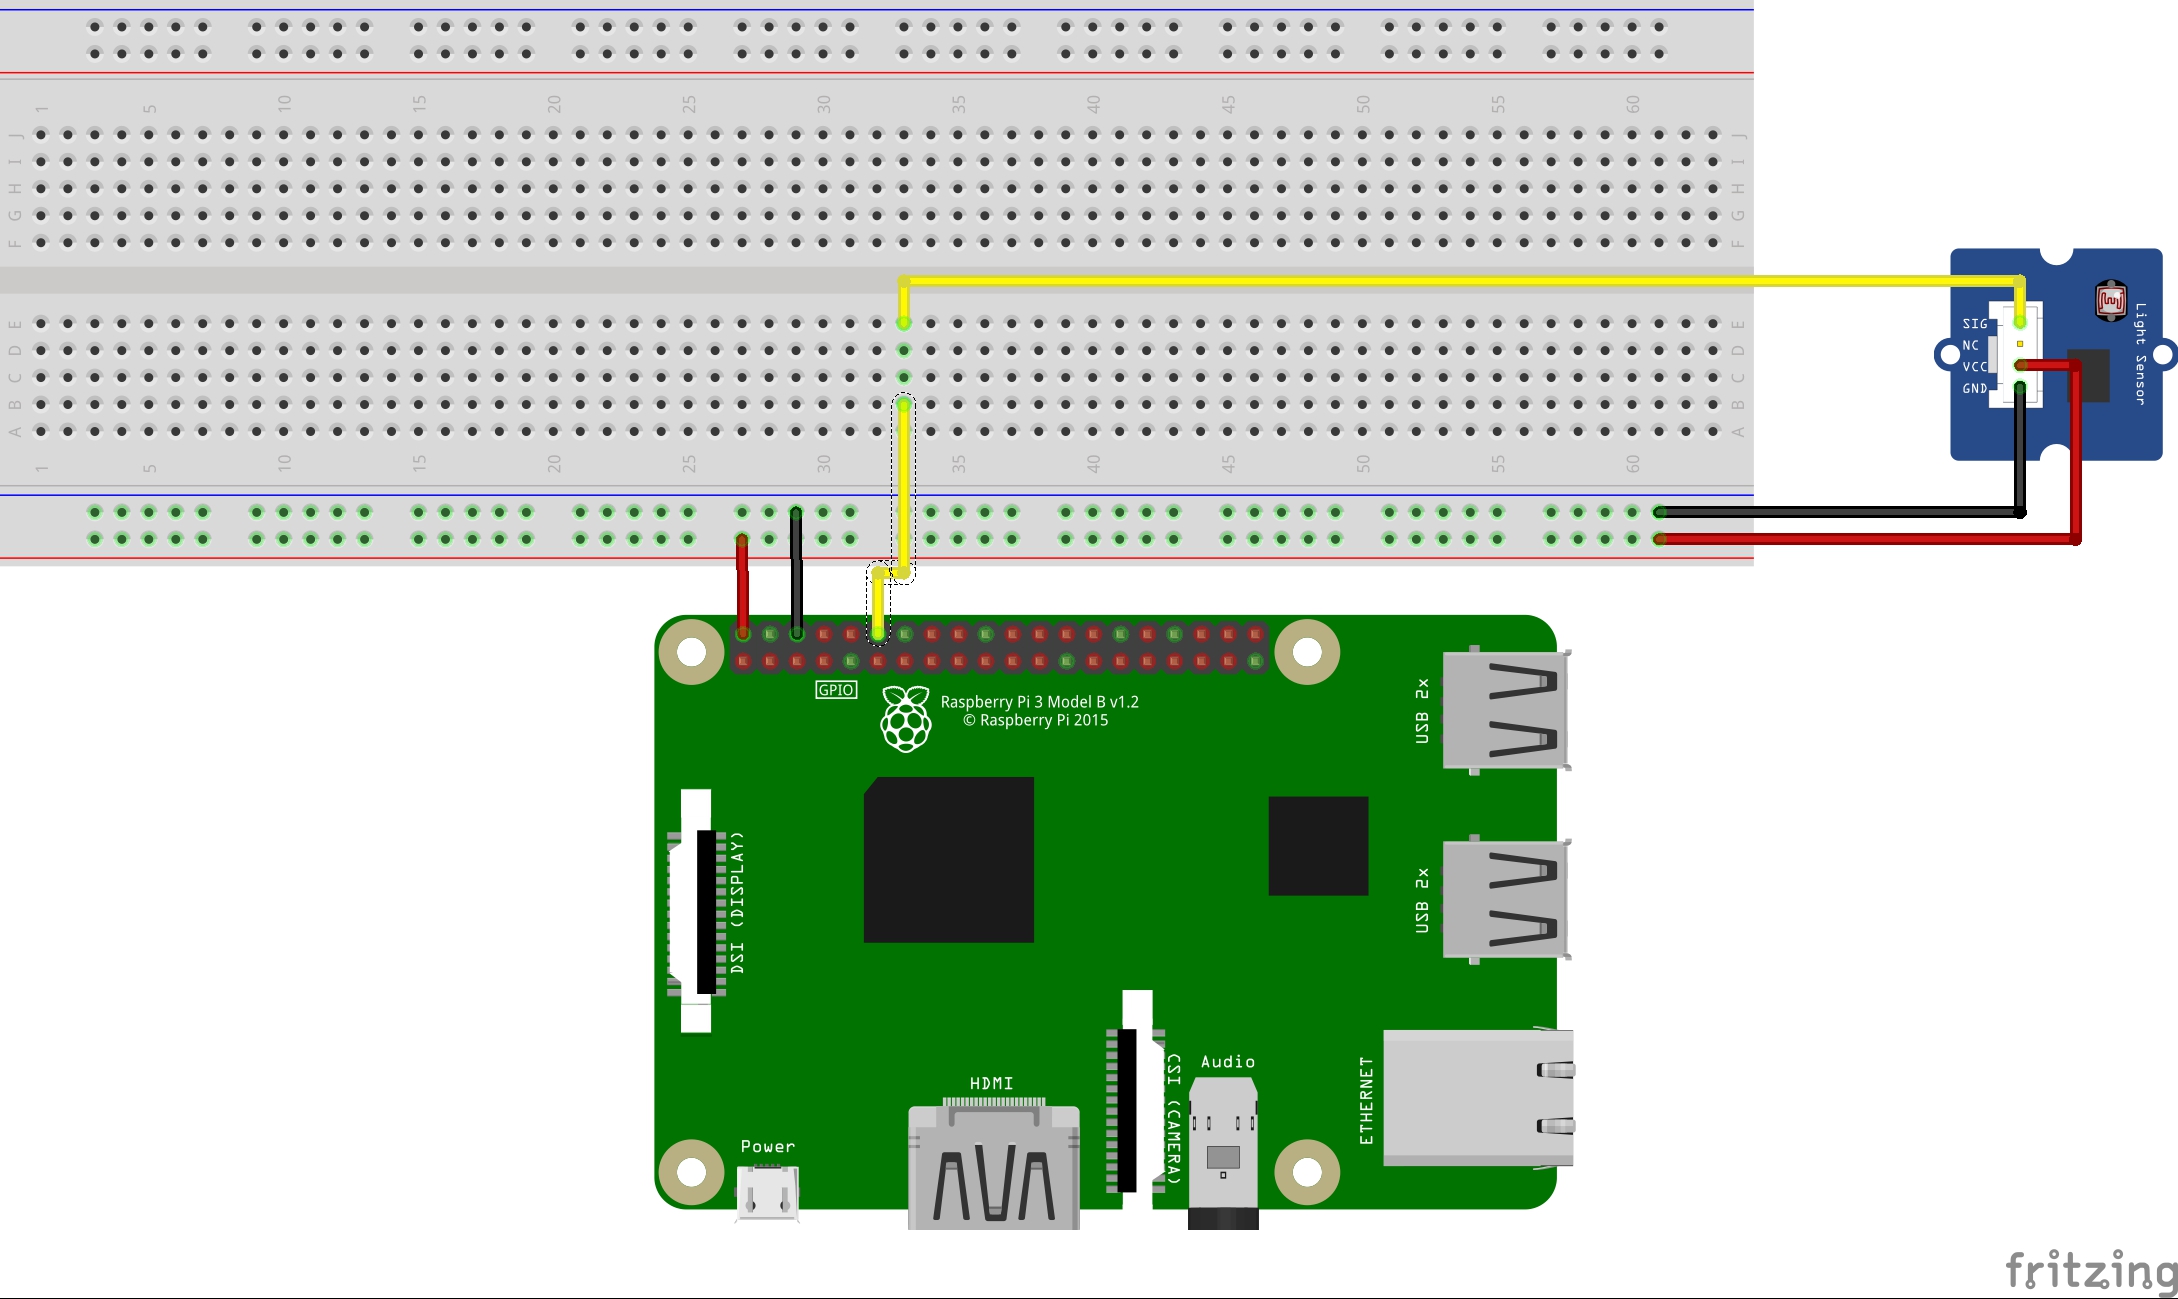 1 5 10 15 20 25 30 35 40 45 50 55 60
J J
I I
H H
G G
F F
E E
D D
C C
B B
A A
1 5 10 15 20 25 30 35 40 45 50 55 60
SIG
NC
VCC
GND
Light Sensor
GPIO
Raspberry Pi 3 Model B v1.2
© Raspberry Pi 2015
USB 2x
USB 2x
DSI (DISPLAY)
CSI (CAMERA)
Audio
ETHERNET
HDMI
Power
fritzing